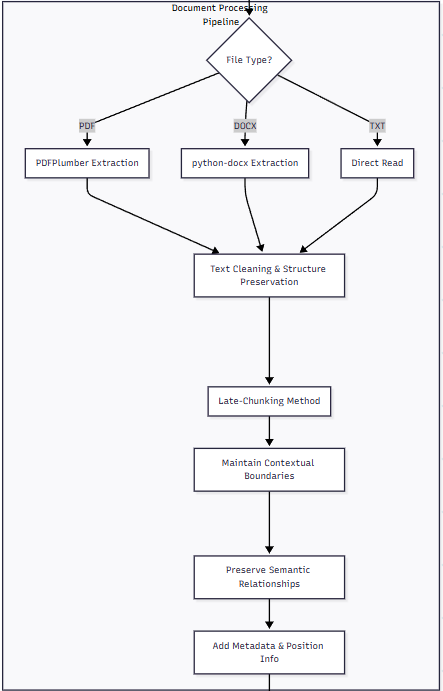 Document Processing
Pipeline
File Type?
PDF
DOCX
TXT
PDFPlumber Extraction
python-docx Extraction
Direct Read
Text Cleaning & Structure
Preservation
Late-Chunking Method
Maintain Contextual
Boundaries
Preserve Semantic
Relationships
Add Metadata & Position
Info